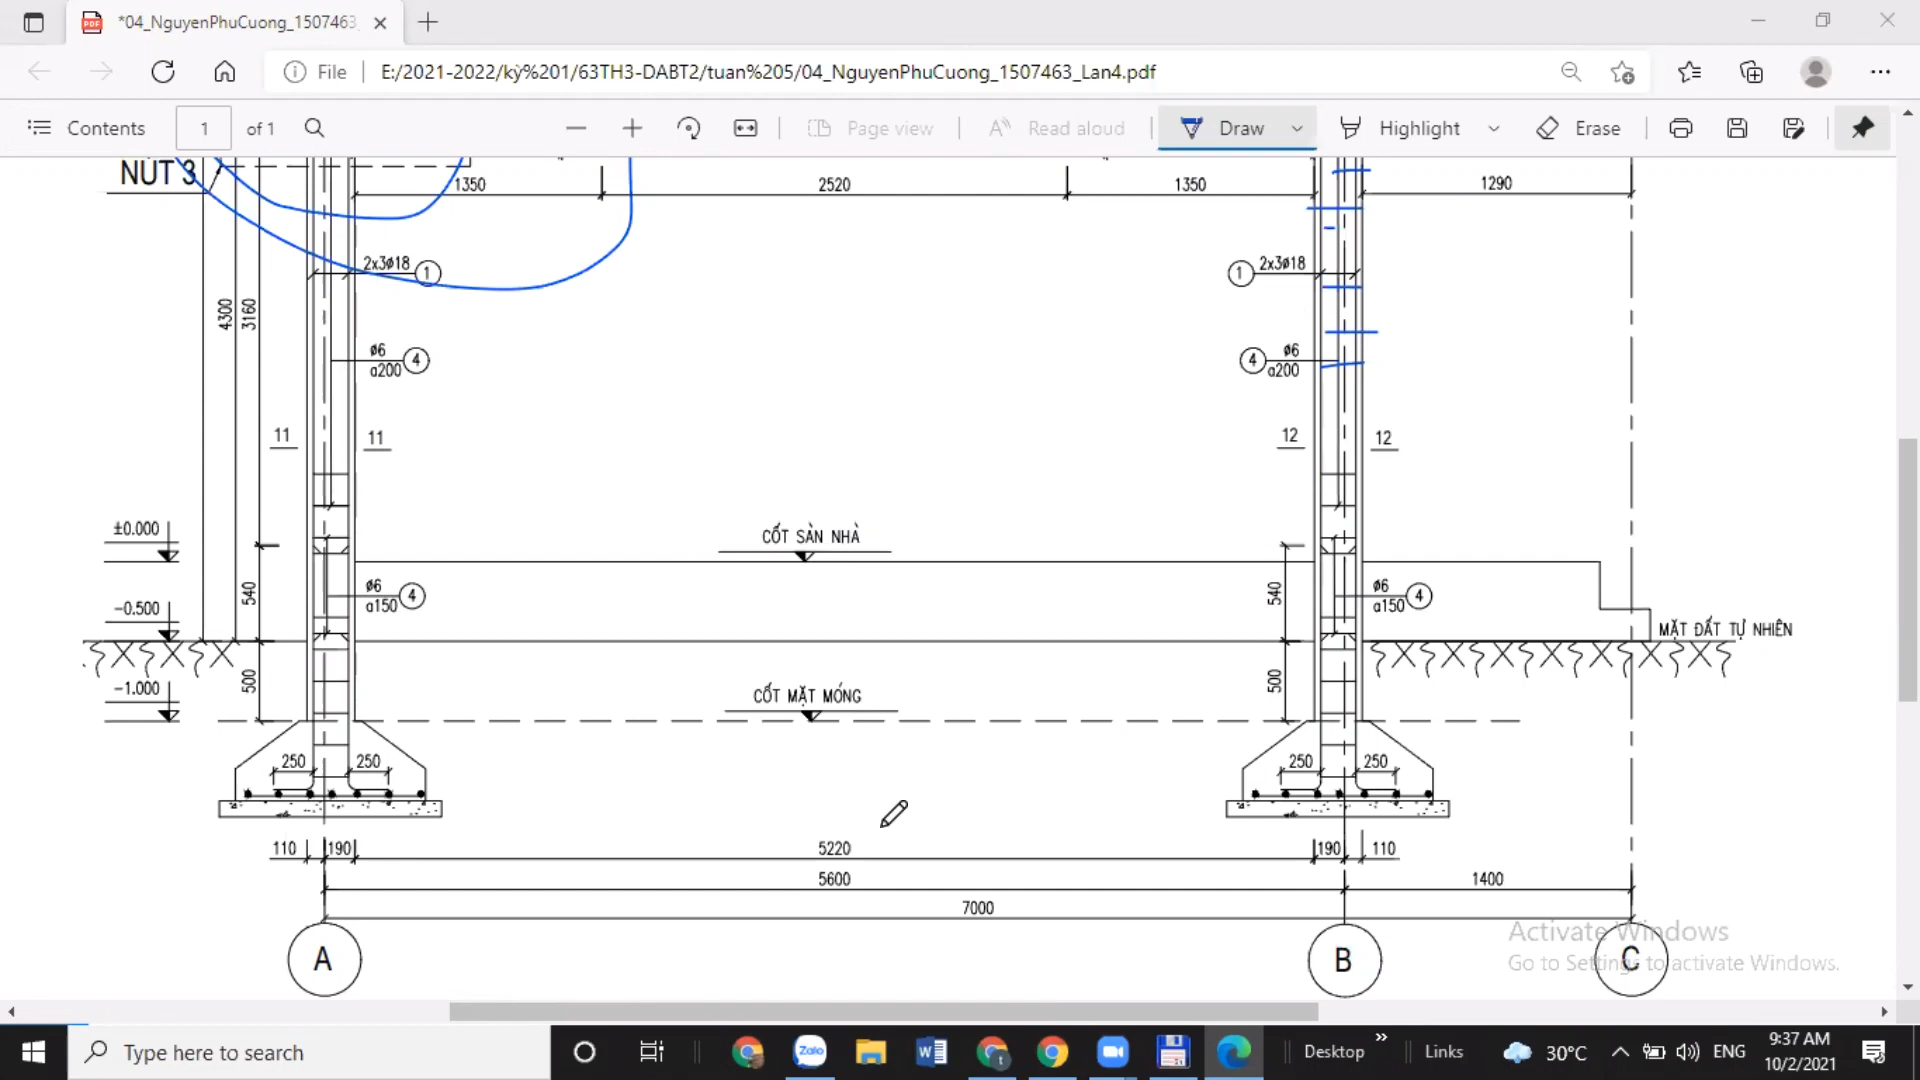 *04_NguyenPhuCuong_1507463
File
E:/2021-2022/kỳ%201/63TH3-DABT2/tuan%205/04_NguyenPhuCuong_1507463_Lan4.pdf
Contents
1
of 1
Page view
Read aloud
Draw
Highlight
Erase
NÚT 3
1350
2520
1350
1290
2x3ø18
1
1
2x3ø18
4300
3160
ø6
a200
4
4
ø6
a200
11
11
12
12
±0.000
CỐT SÀN NHÀ
540
ø6
a150
4
540
ø6
a150
4
-0.500
MẶT ĐẤT TỰ NHIÊN
500
500
-1.000
CỐT MẶT MÓNG
250
250
250
250
110
190
5220
190
110
5600
1400
7000
A
B
C
Activate Windows
Go to Settings to activate Windows.
Type here to search
Zalo
Desktop
Links
30°C
ENG
9:37 AM
10/2/2021